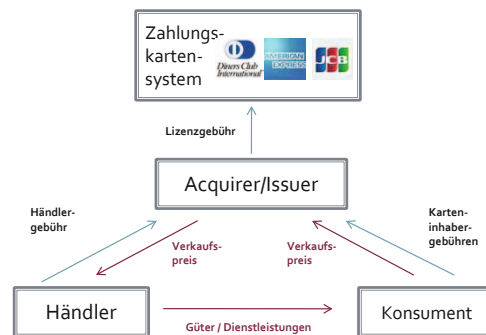 Zahlungs-
karten-
system
Diners Club
International
AMERICAN
EXPRESS
JCB
Lizenzgebühr
Acquirer/Issuer
Händler-
gebühr
Karten-
inhaber-
gebühren
Verkaufs-
preis
Verkaufs-
preis
Händler
Konsument
Güter / Dienstleistungen